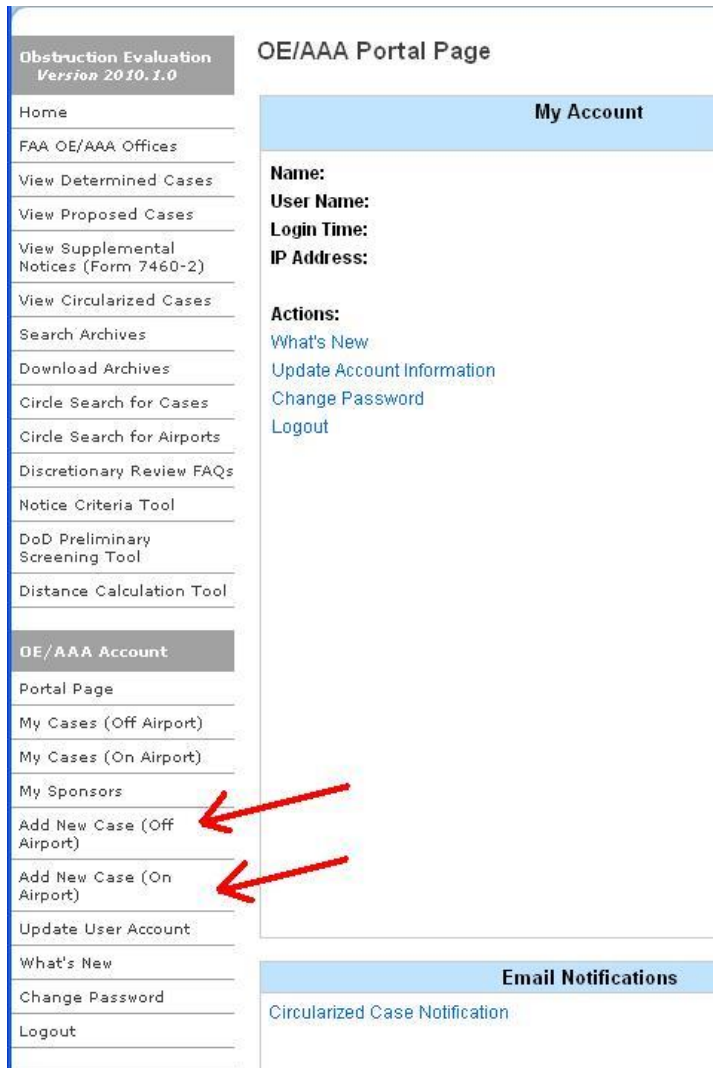 Obstruction Evaluation
Version 2010.1.0
Home
FAA OE/AAA Offices
View Determined Cases
View Proposed Cases
View Supplemental
Notices (Form 7460-2)
View Circularized Cases
Search Archives
Download Archives
Circle Search for Cases
Circle Search for Airports
Discretionary Review FAQs
Notice Criteria Tool
DoD Preliminary
Screening Tool
Distance Calculation Tool
OE/AAA Account
Portal Page
My Cases (Off Airport)
My Cases (On Airport)
My Sponsors
Add New Case (Off
Airport)
Add New Case (On
Airport)
Update User Account
What's New
Change Password
Logout
OE/AAA Portal Page
My Account
Name:
User Name:
Login Time:
IP Address:
Actions:
What's New
Update Account Information
Change Password
Logout
Email Notifications
Circularized Case Notification